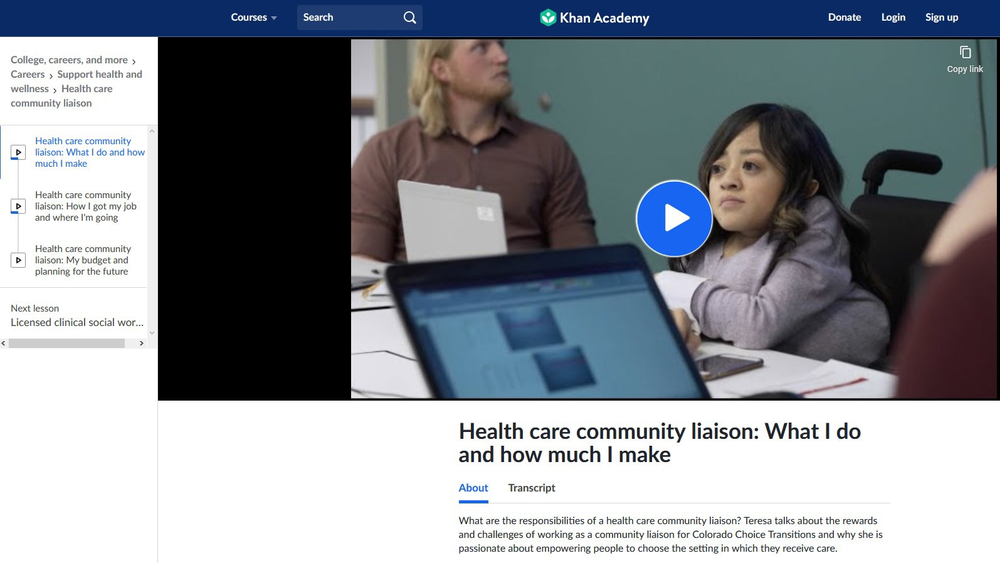 Courses
Search
Khan Academy
Donate
Login
Sign up
College, careers, and more
Careers
Support health and
wellness
Health care
community liaison
Health care community
liaison: What I do and how
much I make
Health care community
liaison: How I got my job
and where I'm going
Health care community
liaison: My budget and
planning for the future
Next lesson
Licensed clinical social wor...
Copy link
Health care community liaison: What I do
and how much I make
About
Transcript
What are the responsibilities of a health care community liaison? Teresa talks about the rewards
and challenges of working as a community liaison for Colorado Choice Transitions and why she is
passionate about empowering people to choose the setting in which they receive care.